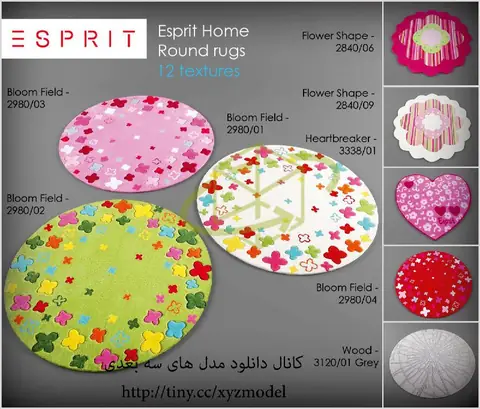 ESPRIT
Esprit Home
Round rugs
12 textures
Flower Shape -
2840/06
Bloom Field -
2980/03
Bloom Field -
2980/01
Flower Shape -
2840/09
Heartbreaker -
3338/01
Bloom Field -
2980/02
Bloom Field -
2980/04
Wood -
3120/01 Grey
کانال دانلود مدل های سه بعدی
http://tiny.cc/xyzmodel